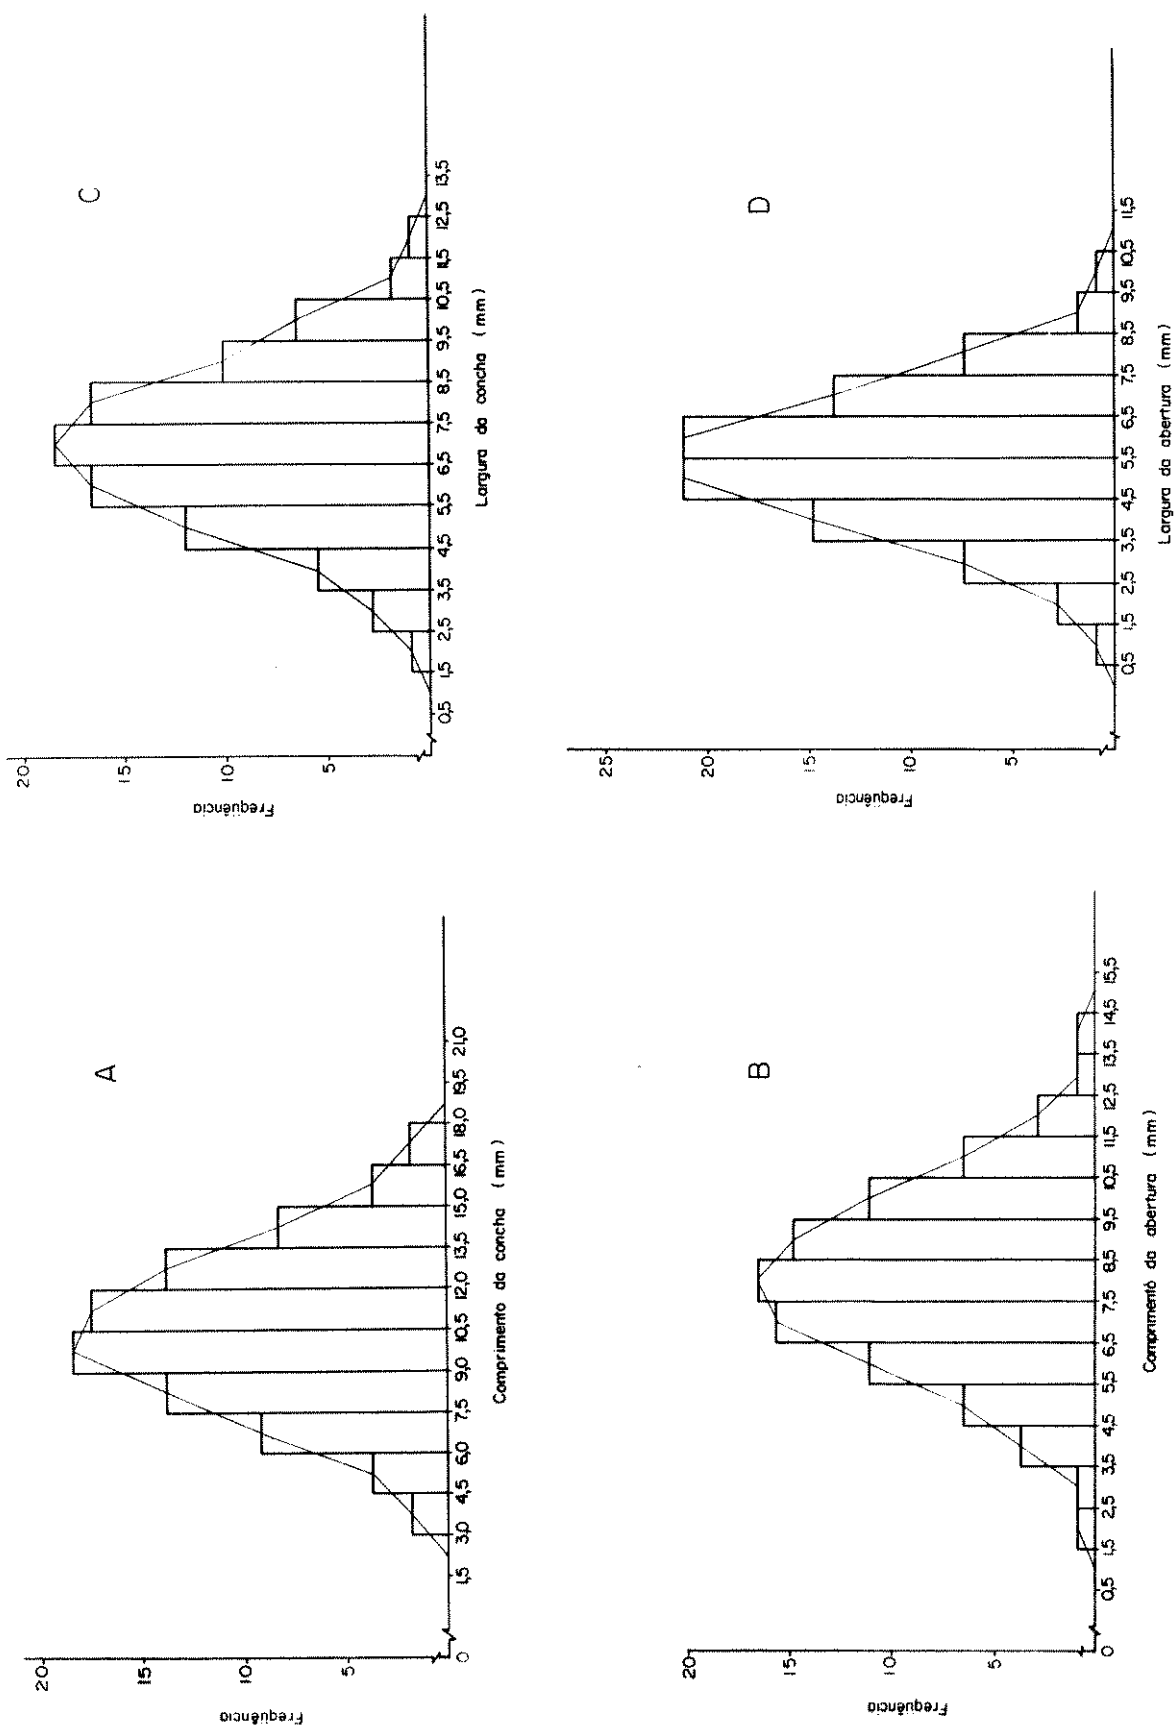 A
Freqüência
20
15
10
5
0 1,5 3,0 4,5 6,0 7,5 9,0 10,5 12,0 13,5 15,0 16,5 18,0 19,5 21,0
Comprimento da concha (mm)
C
Freqüência
20
15
10
5
0,5 1,5 2,5 3,5 4,5 5,5 6,5 7,5 8,5 9,5 10,5 11,5 12,5 13,5
Largura da concha (mm)
B
Freqüência
20
15
10
5
0 0,5 1,5 2,5 3,5 4,5 5,5 6,5 7,5 8,5 9,5 10,5 11,5 12,5 13,5 14,5 15,5
Comprimento da abertura (mm)
D
Freqüência
25
20
15
10
5
0,5 1,5 2,5 3,5 4,5 5,5 6,5 7,5 8,5 9,5 10,5 11,5
Largura da abertura (mm)